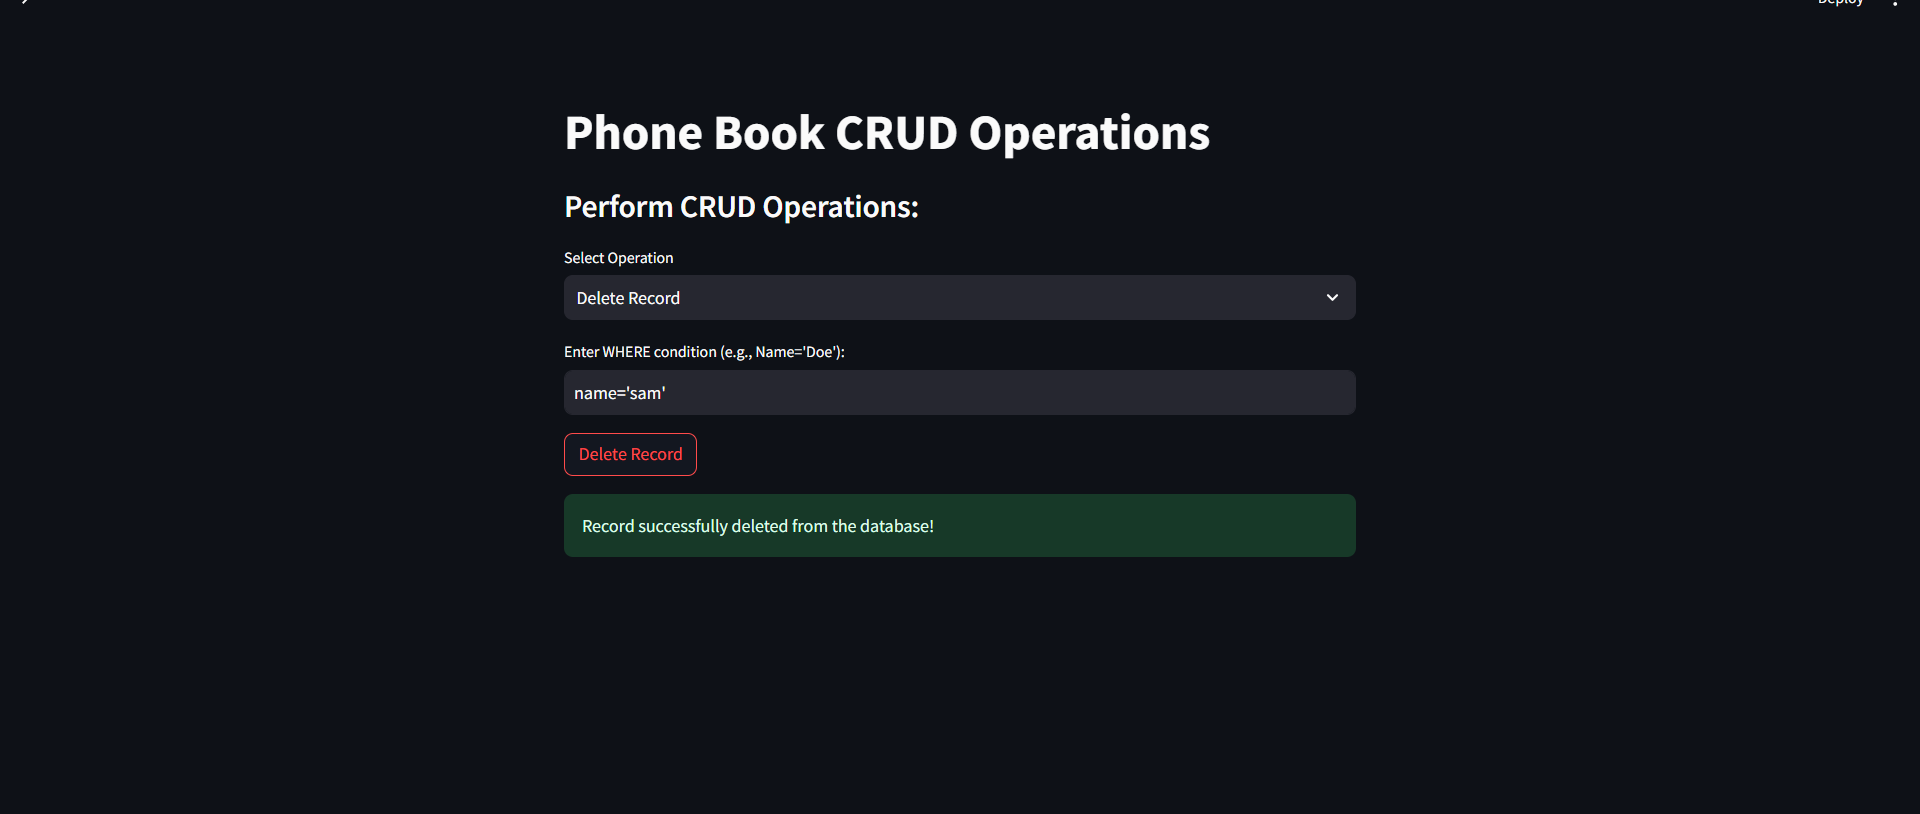 Deploy
Phone Book CRUD Operations
Perform CRUD Operations:
Select Operation
Delete Record
Enter WHERE condition (e.g., Name='Doe'):
name='sam'
Delete Record
Record successfully deleted from the database!